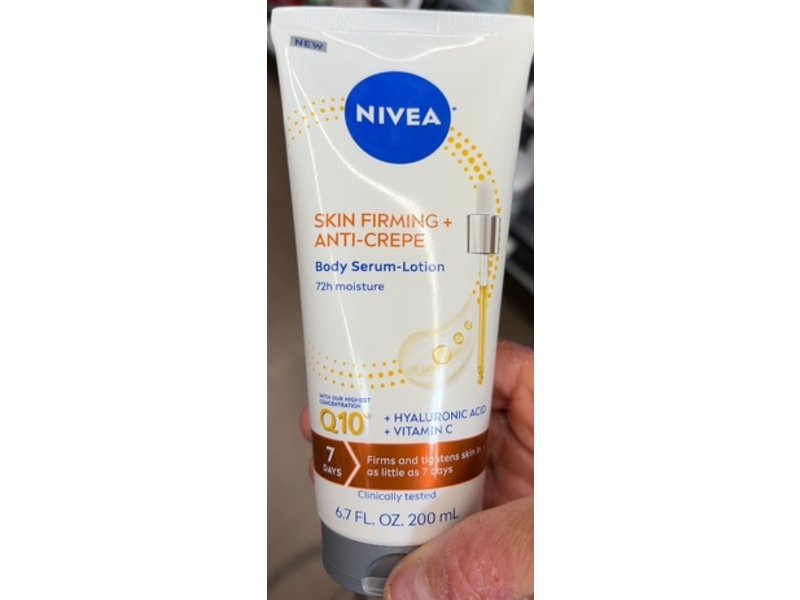 NEW
NIVEA
SKIN FIRMING +
ANTI-CREPE
Body Serum-Lotion
72h moisture
WITH OUR HIGHEST
CONCENTRATION
Q10
+ HYALURONIC ACID
+ VITAMIN C
7
DAYS
Firms and tightens skin in
as little as 7 days
Clinically tested
6.7 FL. OZ. 200 mL